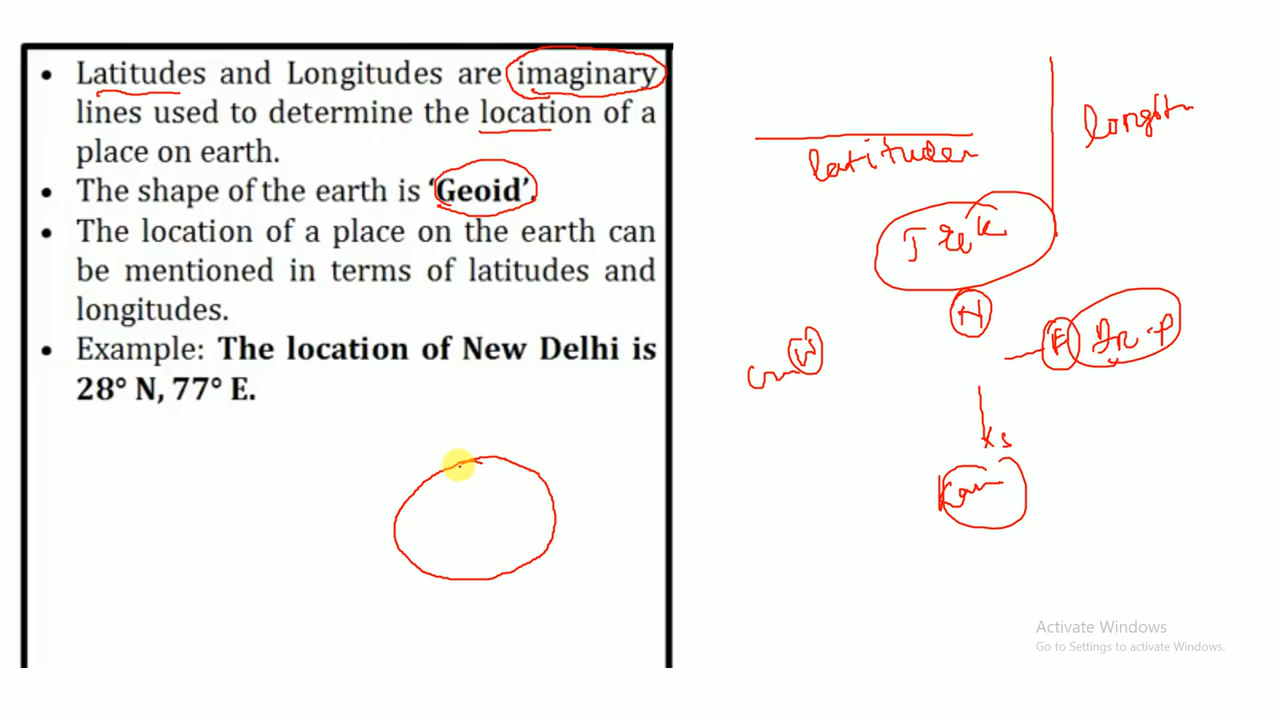 • Latitudes and Longitudes are imaginary
lines used to determine the location of a
place on earth.
• The shape of the earth is ‘Geoid’.
• The location of a place on the earth can
be mentioned in terms of latitudes and
longitudes.
• Example: The location of New Delhi is
28° N, 77° E.
latitudes
N
W
E
Activate Windows
Go to Settings to activate Windows.